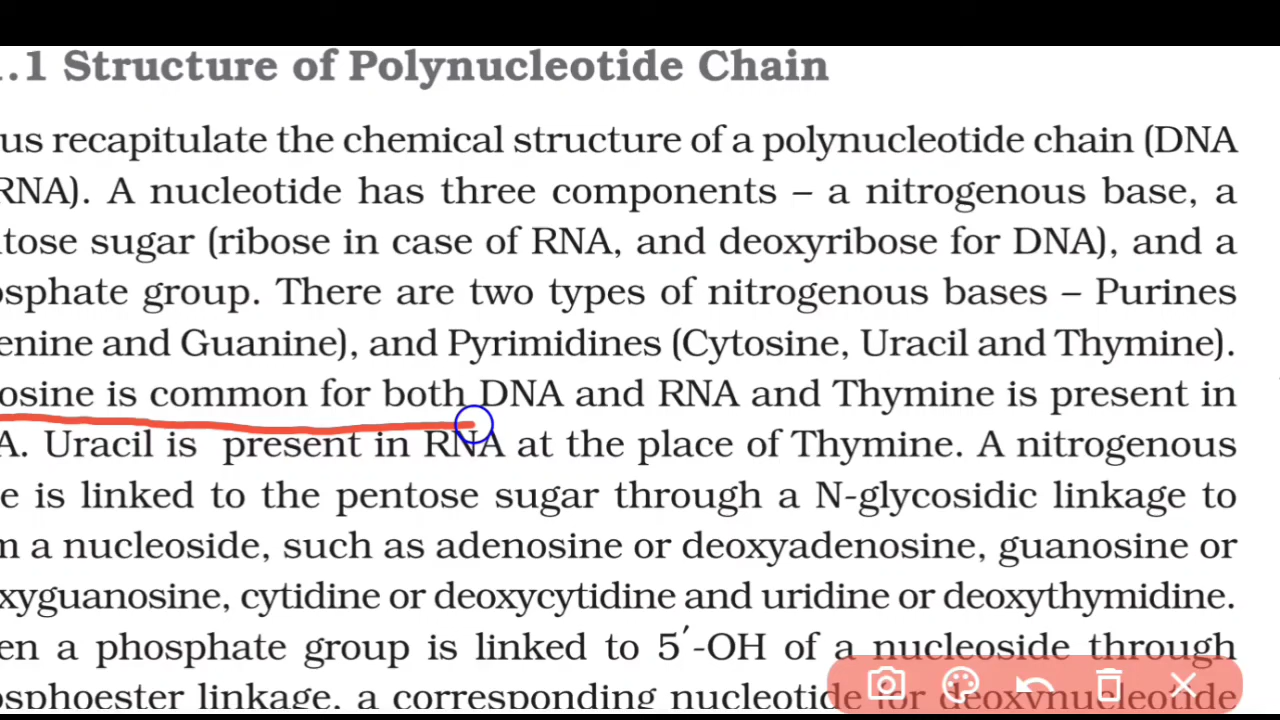 .1 Structure of Polynucleotide Chain
us recapitulate the chemical structure of a polynucleotide chain (DNA
RNA). A nucleotide has three components – a nitrogenous base, a
tose sugar (ribose in case of RNA, and deoxyribose for DNA), and a
osphate group. There are two types of nitrogenous bases – Purines
enine and Guanine), and Pyrimidines (Cytosine, Uracil and Thymine).
osine is common for both DNA and RNA and Thymine is present in
A. Uracil is present in RNA at the place of Thymine. A nitrogenous
e is linked to the pentose sugar through a N-glycosidic linkage to
m a nucleoside, such as adenosine or deoxyadenosine, guanosine or
xyguanosine, cytidine or deoxycytidine and uridine or deoxythymidine.
en a phosphate group is linked to 5′-OH of a nucleoside through
osphoester linkage, a corresponding nucleotide or deoxynucleotide